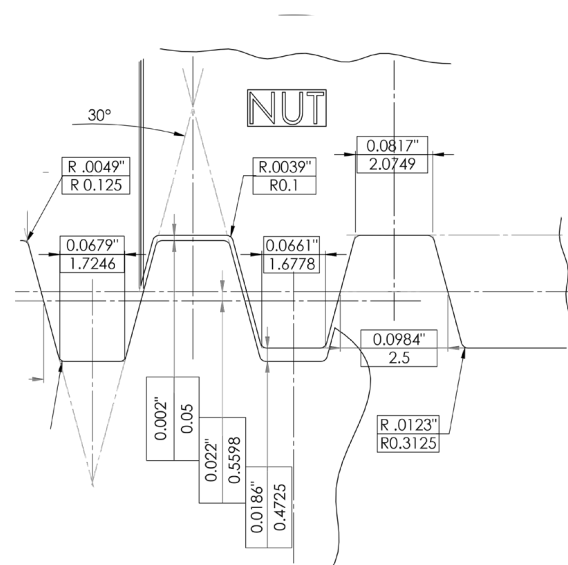 NUT
30°
0.0817"
2.0749
R .0049"
R 0.125
R.0039"
R0.1
0.0679"
1.7246
0.0661"
1.6778
0.0984"
2.5
0.002"
0.05
0.022"
0.5598
R .0123"
R0.3125
0.0186"
0.4725